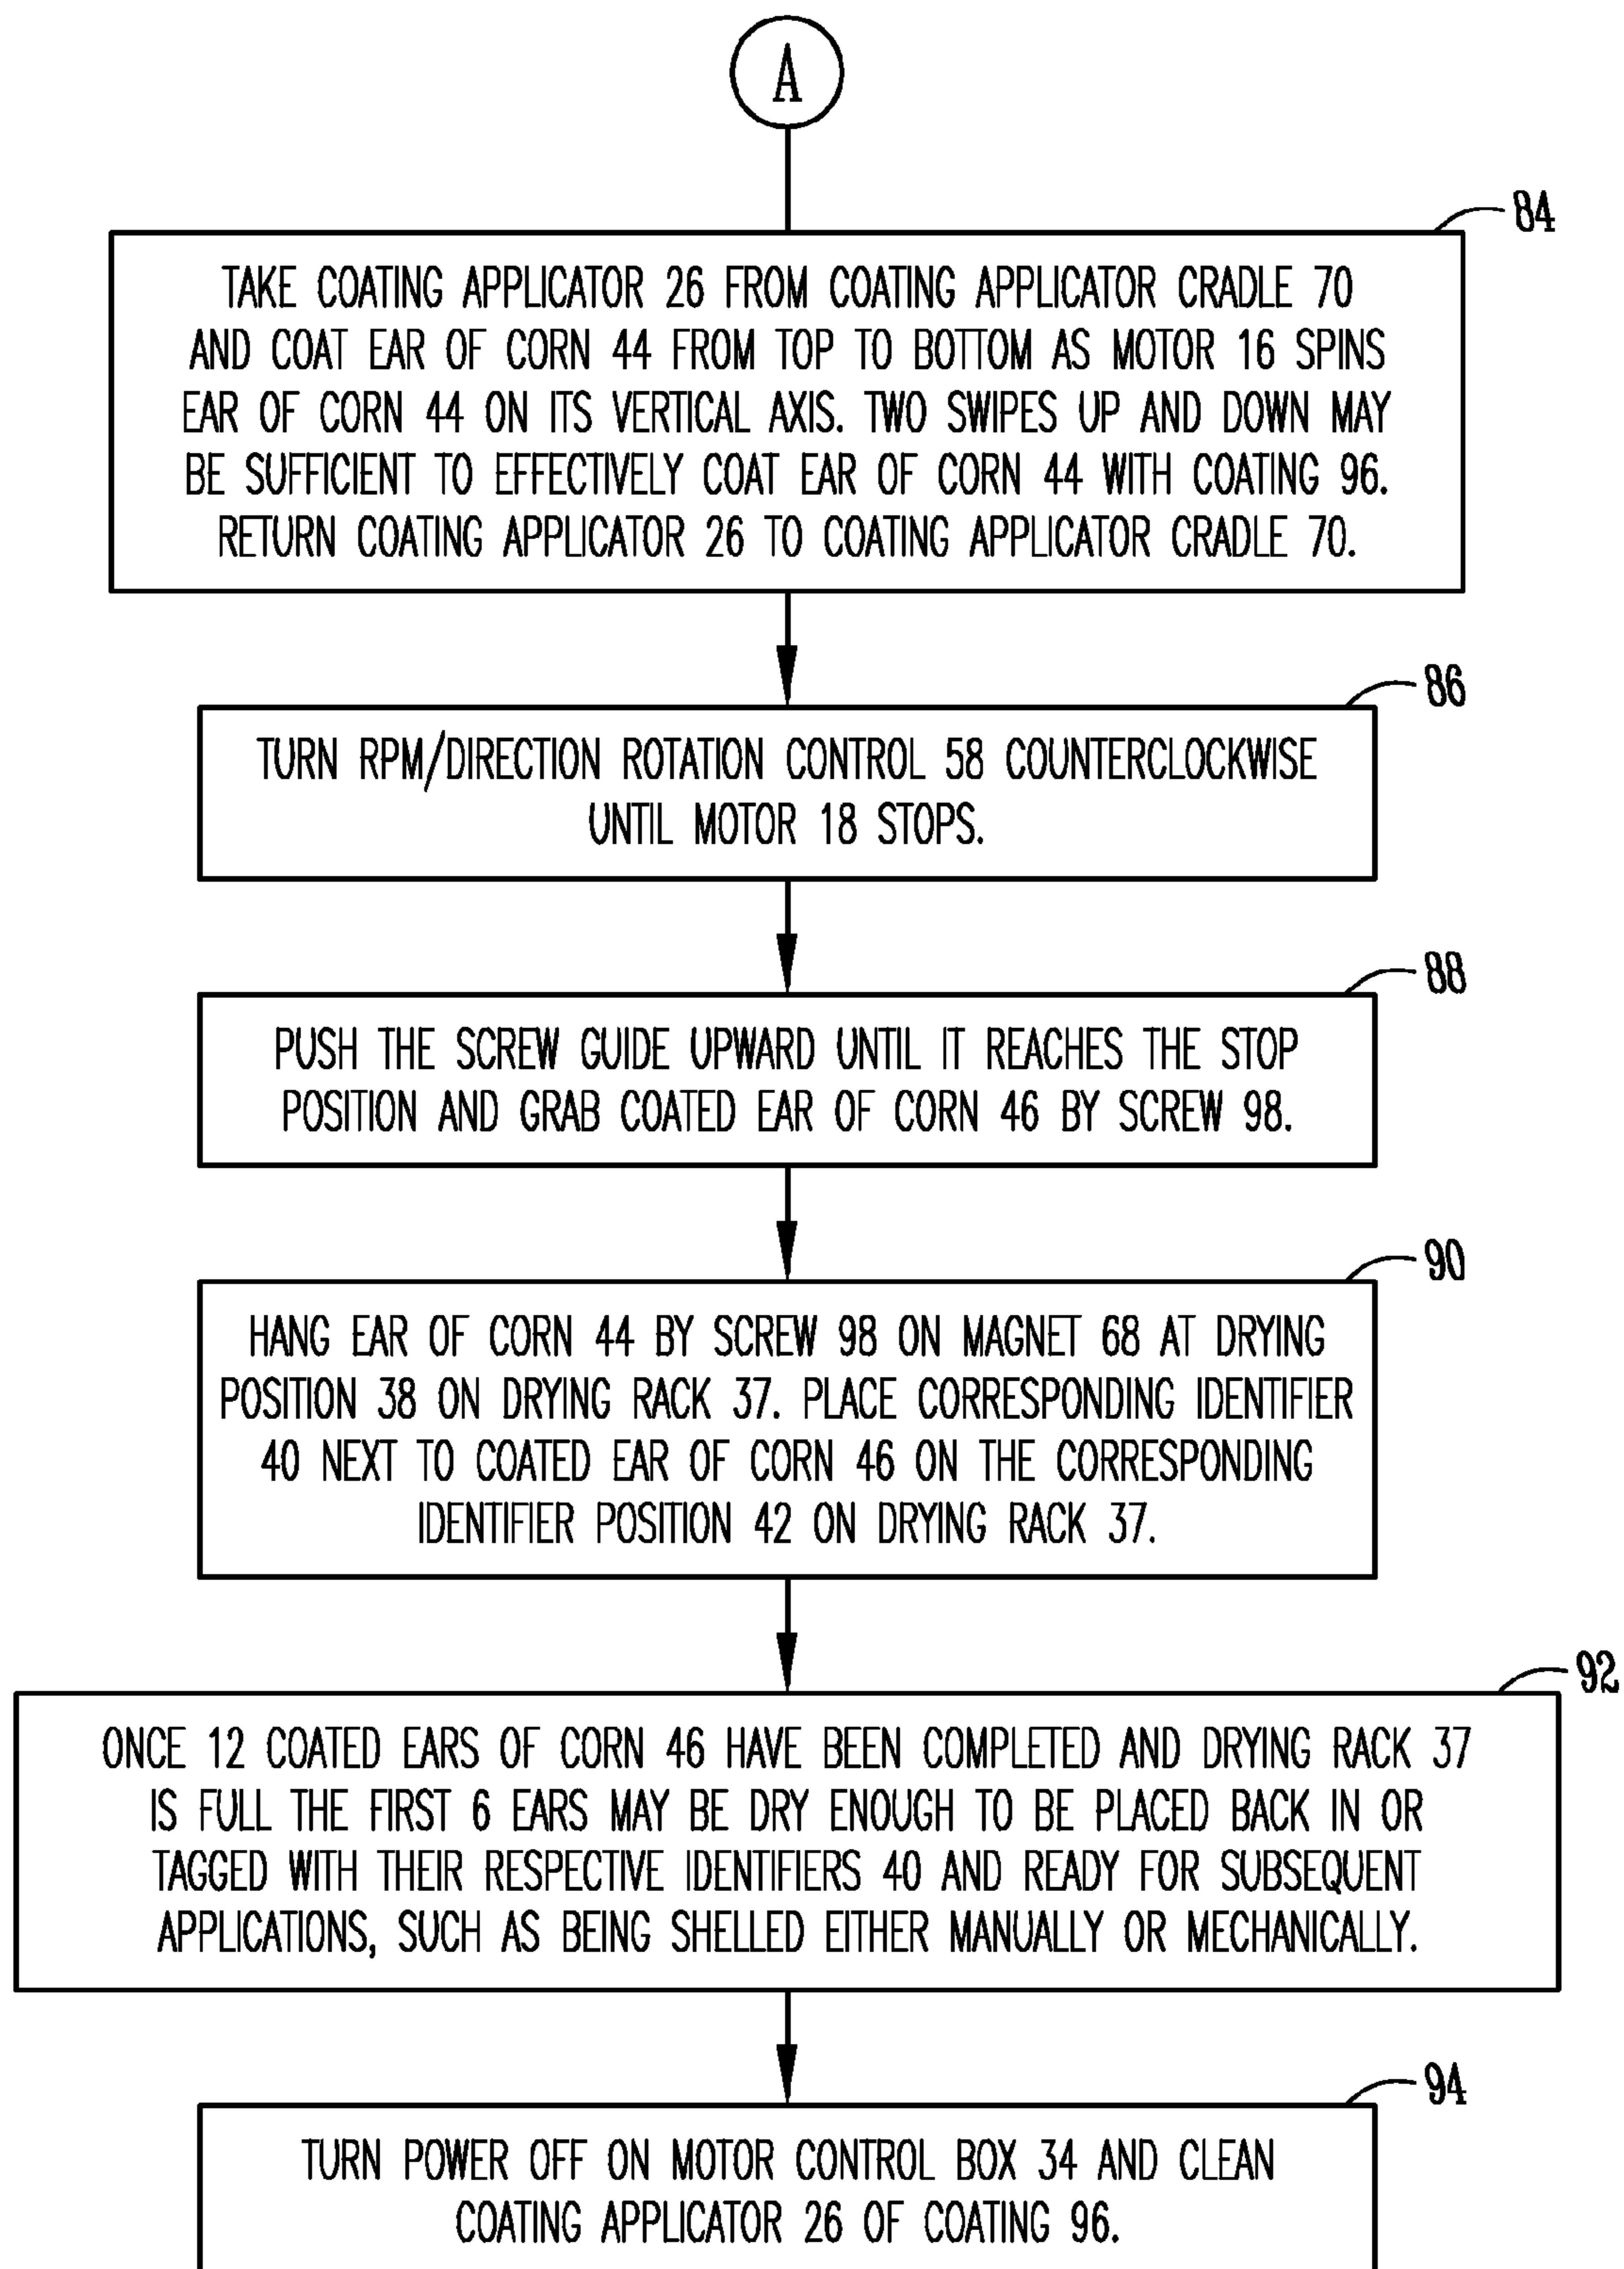 A
84
TAKE COATING APPLICATOR 26 FROM COATING APPLICATOR CRADLE 70
AND COAT EAR OF CORN 44 FROM TOP TO BOTTOM AS MOTOR 16 SPINS
EAR OF CORN 44 ON ITS VERTICAL AXIS. TWO SWIPES UP AND DOWN MAY
BE SUFFICIENT TO EFFECTIVELY COAT EAR OF CORN 44 WITH COATING 96.
RETURN COATING APPLICATOR 26 TO COATING APPLICATOR CRADLE 70.
86
TURN RPM/DIRECTION ROTATION CONTROL 58 COUNTERCLOCKWISE
UNTIL MOTOR 18 STOPS.
88
PUSH THE SCREW GUIDE UPWARD UNTIL IT REACHES THE STOP
POSITION AND GRAB COATED EAR OF CORN 46 BY SCREW 98.
90
HANG EAR OF CORN 44 BY SCREW 98 ON MAGNET 68 AT DRYING
POSITION 38 ON DRYING RACK 37. PLACE CORRESPONDING IDENTIFIER
40 NEXT TO COATED EAR OF CORN 46 ON THE CORRESPONDING
IDENTIFIER POSITION 42 ON DRYING RACK 37.
92
ONCE 12 COATED EARS OF CORN 46 HAVE BEEN COMPLETED AND DRYING RACK 37
IS FULL THE FIRST 6 EARS MAY BE DRY ENOUGH TO BE PLACED BACK IN OR
TAGGED WITH THEIR RESPECTIVE IDENTIFIERS 40 AND READY FOR SUBSEQUENT
APPLICATIONS, SUCH AS BEING SHELLED EITHER MANUALLY OR MECHANICALLY.
94
TURN POWER OFF ON MOTOR CONTROL BOX 34 AND CLEAN
COATING APPLICATOR 26 OF COATING 96.